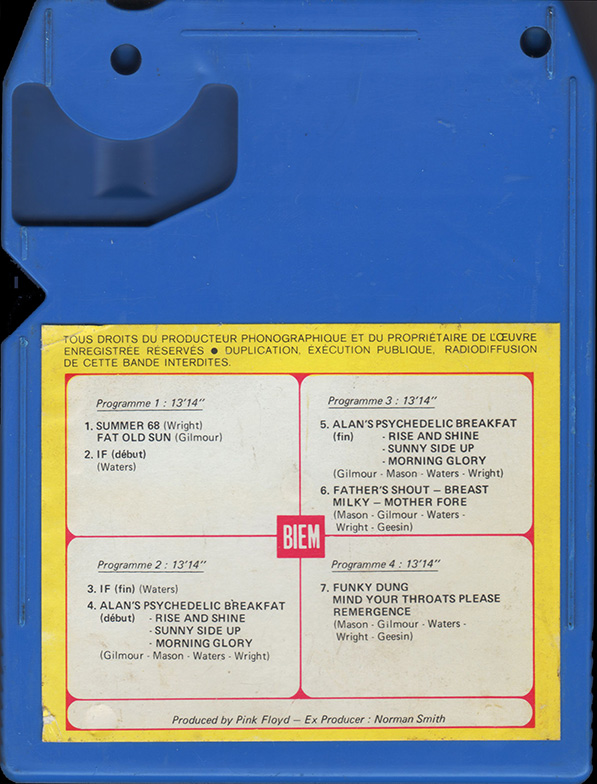 TOUS DROITS DU PRODUCTEUR PHONOGRAPHIQUE ET DU PROPRIÉTAIRE DE L'ŒUVRE
ENREGISTRÉE RÉSERVÉS ● DUPLICATION, EXÉCUTION PUBLIQUE, RADIODIFFUSION
DE CETTE BANDE INTERDITES.
Programme 1 : 13'14"
1. SUMMER 68 (Wright)
FAT OLD SUN (Gilmour)
2. IF (début)
(Waters)
Programme 2 : 13'14"
3. IF (fin) (Waters)
4. ALAN'S PSYCHEDELIC BREAKFAT
(début) - RISE AND SHINE
- SUNNY SIDE UP
- MORNING GLORY
(Gilmour - Mason - Waters - Wright)
Programme 3 : 13'14"
5. ALAN'S PSYCHEDELIC BREAKFAT
(fin) - RISE AND SHINE
- SUNNY SIDE UP
- MORNING GLORY
(Gilmour - Mason - Waters - Wright)
6. FATHER'S SHOUT – BREAST
MILKY – MOTHER FORE
(Mason - Gilmour - Waters -
Wright - Geesin)
Programme 4 : 13'14"
7. FUNKY DUNG
MIND YOUR THROATS PLEASE
REMERGENCE
(Mason - Gilmour - Waters -
Wright - Geesin)
BIEM
Produced by Pink Floyd – Ex Producer : Norman Smith